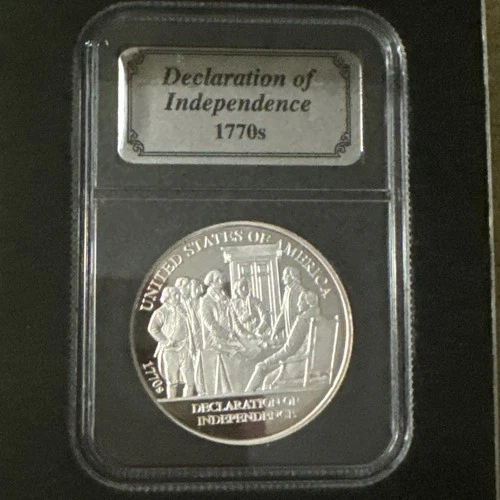 Declaration of
Independence
1770s
UNITED STATES OF AMERICA
1770s
DECLARATION OF
INDEPENDENCE